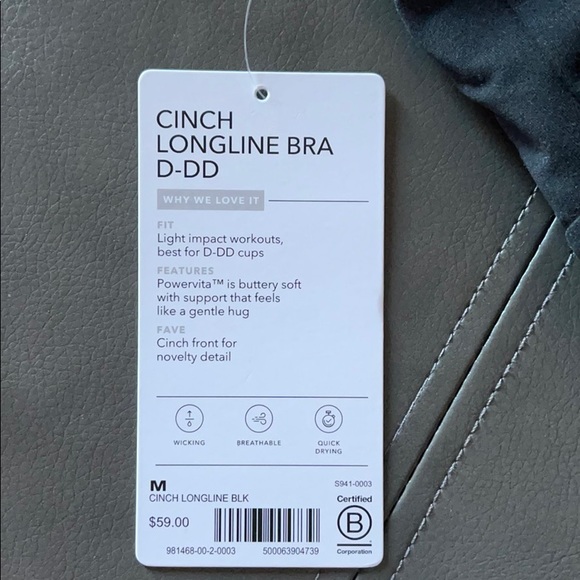 CINCH
LONGLINE BRA
D-DD
WHY WE LOVE IT
FIT
Light impact workouts,
best for D-DD cups
FEATURES
Powervita™ is buttery soft
with support that feels
like a gentle hug
FAVE
Cinch front for
novelty detail
WICKING
BREATHABLE
QUICK
DRYING
M
S941-0003
CINCH LONGLINE BLK
$59.00
Certified
B
Corporation
981468-00-2-0003
500063904739